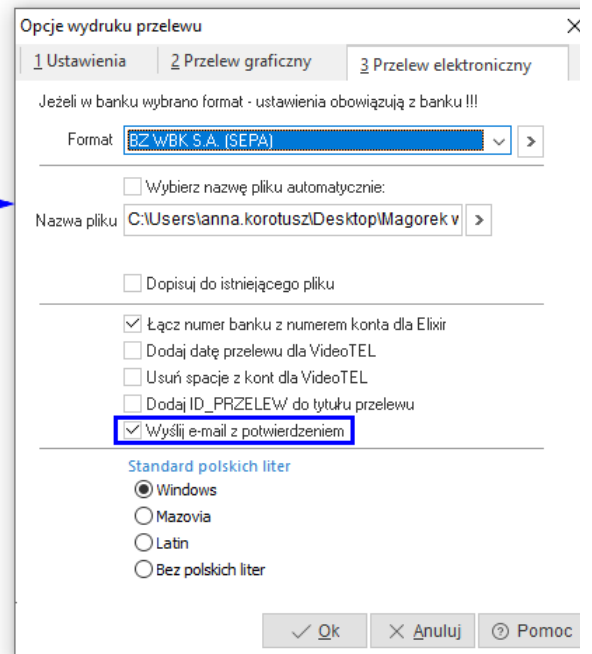 Opcje wydruku przelewu
1 Ustawienia 2 Przelew graficzny 3 Przelew elektroniczny
Jeżeli w banku wybrano format - ustawienia obowiązują z banku !!!
Format BZ WBK S.A. (SEPA)
Wybierz nazwę pliku automatycznie:
Nazwa pliku C:\Users\anna.korotusz\Desktop\Magorek w
Dopisuj do istniejącego pliku
Łącz numer banku z numerem konta dla Elixir
Dodaj datę przelewu dla VideoTEL
Usuń spacje z kont dla VideoTEL
Dodaj ID_PRZELEW do tytułu przelewu
Wyślij e-mail z potwierdzeniem
Standard polskich liter
Windows
Mazovia
Latin
Bez polskich liter
Ok Anuluj Pomoc